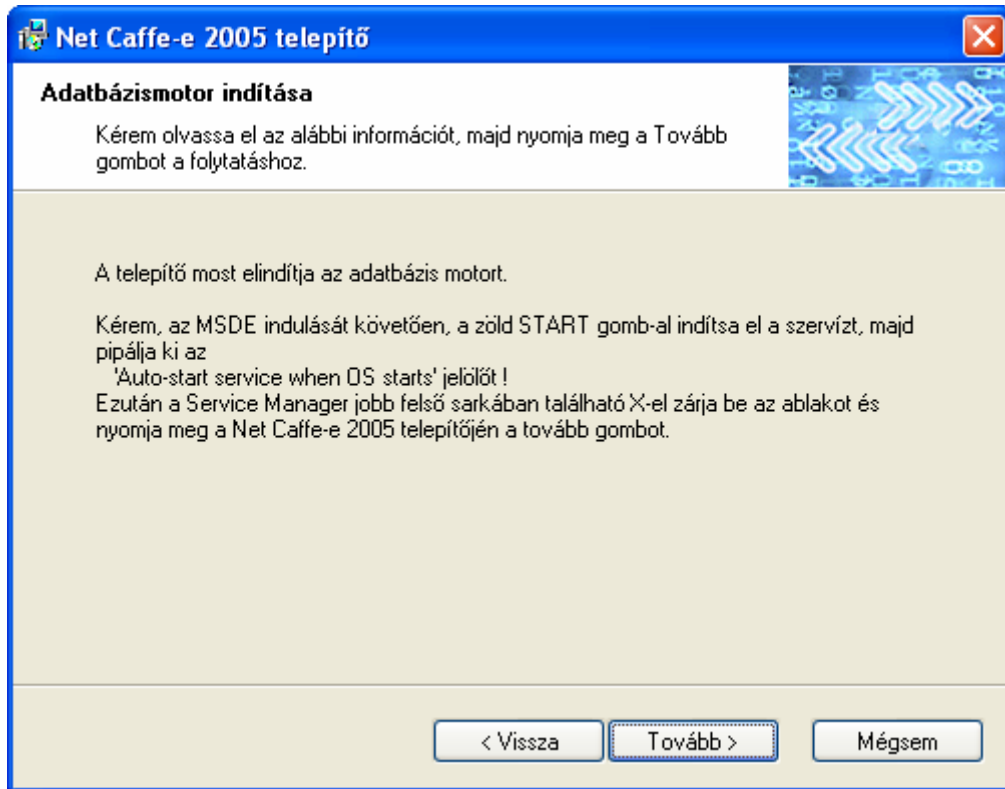 Net Caffe-e 2005 telepítő
Adatbázismotor indítása
Kérem olvassa el az alábbi információt, majd nyomja meg a Tovább
gombot a folytatáshoz.
A telepítő most elindítja az adatbázis motort.
Kérem, az MSDE indulását követően, a zöld START gomb-al indítsa el a szervízt, majd
pipálja ki az
'Auto-start service when OS starts' jelölőt !
Ezután a Service Manager jobb felső sarkában található X-el zárja be az ablakot és
nyomja meg a Net Caffe-e 2005 telepítőjén a tovább gombot.
< Vissza
Tovább >
Mégsem